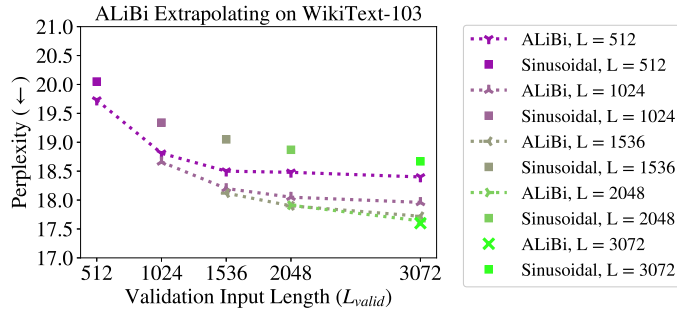 ALiBi Extrapolating on WikiText-103
Perplexity (←)
21.0
20.5
20.0
19.5
19.0
18.5
18.0
17.5
17.0
512
1024
1536
2048
3072
Validation Input Length (Lvalid)
ALiBi, L = 512
Sinusoidal, L = 512
ALiBi, L = 1024
Sinusoidal, L = 1024
ALiBi, L = 1536
Sinusoidal, L = 1536
ALiBi, L = 2048
Sinusoidal, L = 2048
ALiBi, L = 3072
Sinusoidal, L = 3072